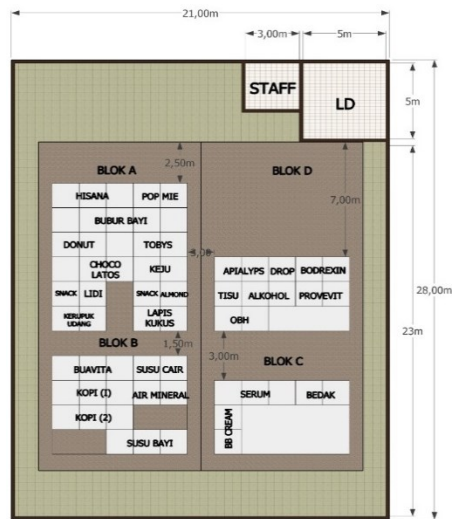 21,00m
3,00m
5m
STAFF
LD
5m
BLOK A
2,50m
BLOK D
HISANA
POP MIE
7,00m
BUBUR BAYI
DONUT
TOBYS
3,00
CHOCO
LATOS
KEJU
APIALYPS
DROP
BODREXIN
SNACK
LIDI
SNACK
ALMOND
TISU
ALKOHOL
PROVEVIT
28,00m
KERUPUK
UDANG
LAPIS
KUKUS
OBH
23m
BLOK B
1,50m
3,00m
BLOK C
BUAVITA
SUSU CAIR
KOPI (1)
AIR MINERAL
SERUM
BEDAK
KOPI (2)
BB CREAM
SUSU BAYI